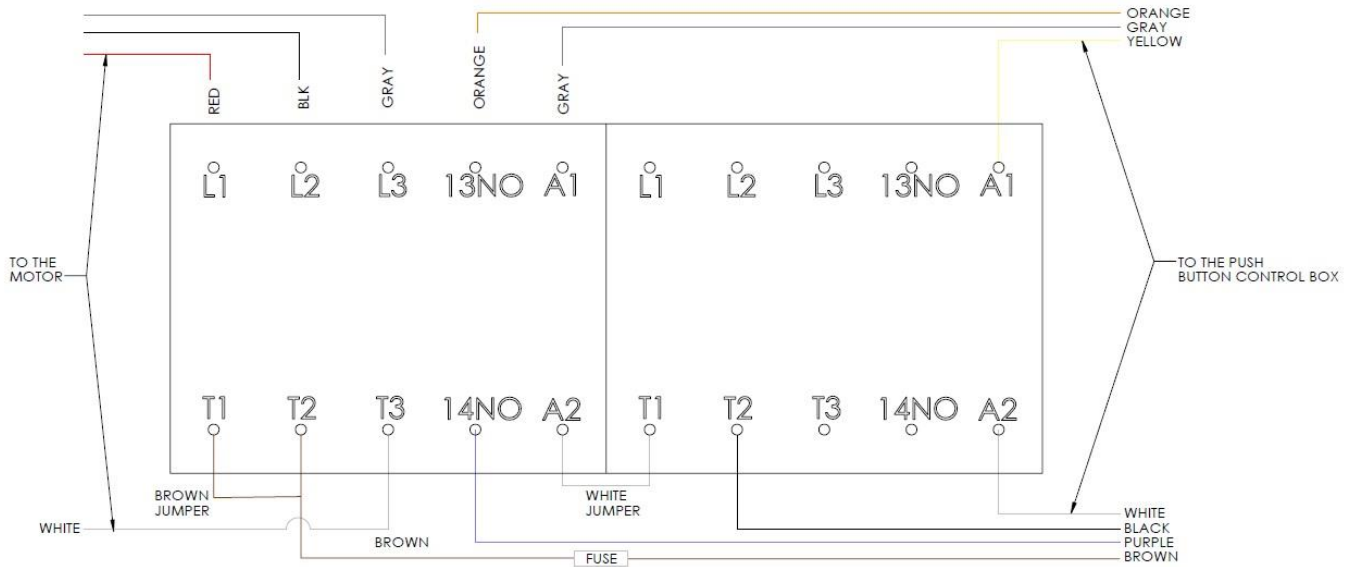 ORANGE
GRAY
YELLOW
RED
BLK
GRAY
ORANGE
GRAY
L1 L2 L3 13NO A1 L1 L2 L3 13NO A1
TO THE
MOTOR
TO THE PUSH
BUTTON CONTROL BOX
T1 T2 T3 14NO A2 T1 T2 T3 14NO A2
BROWN
JUMPER
WHITE
JUMPER
WHITE
BROWN
FUSE
WHITE
BLACK
PURPLE
BROWN